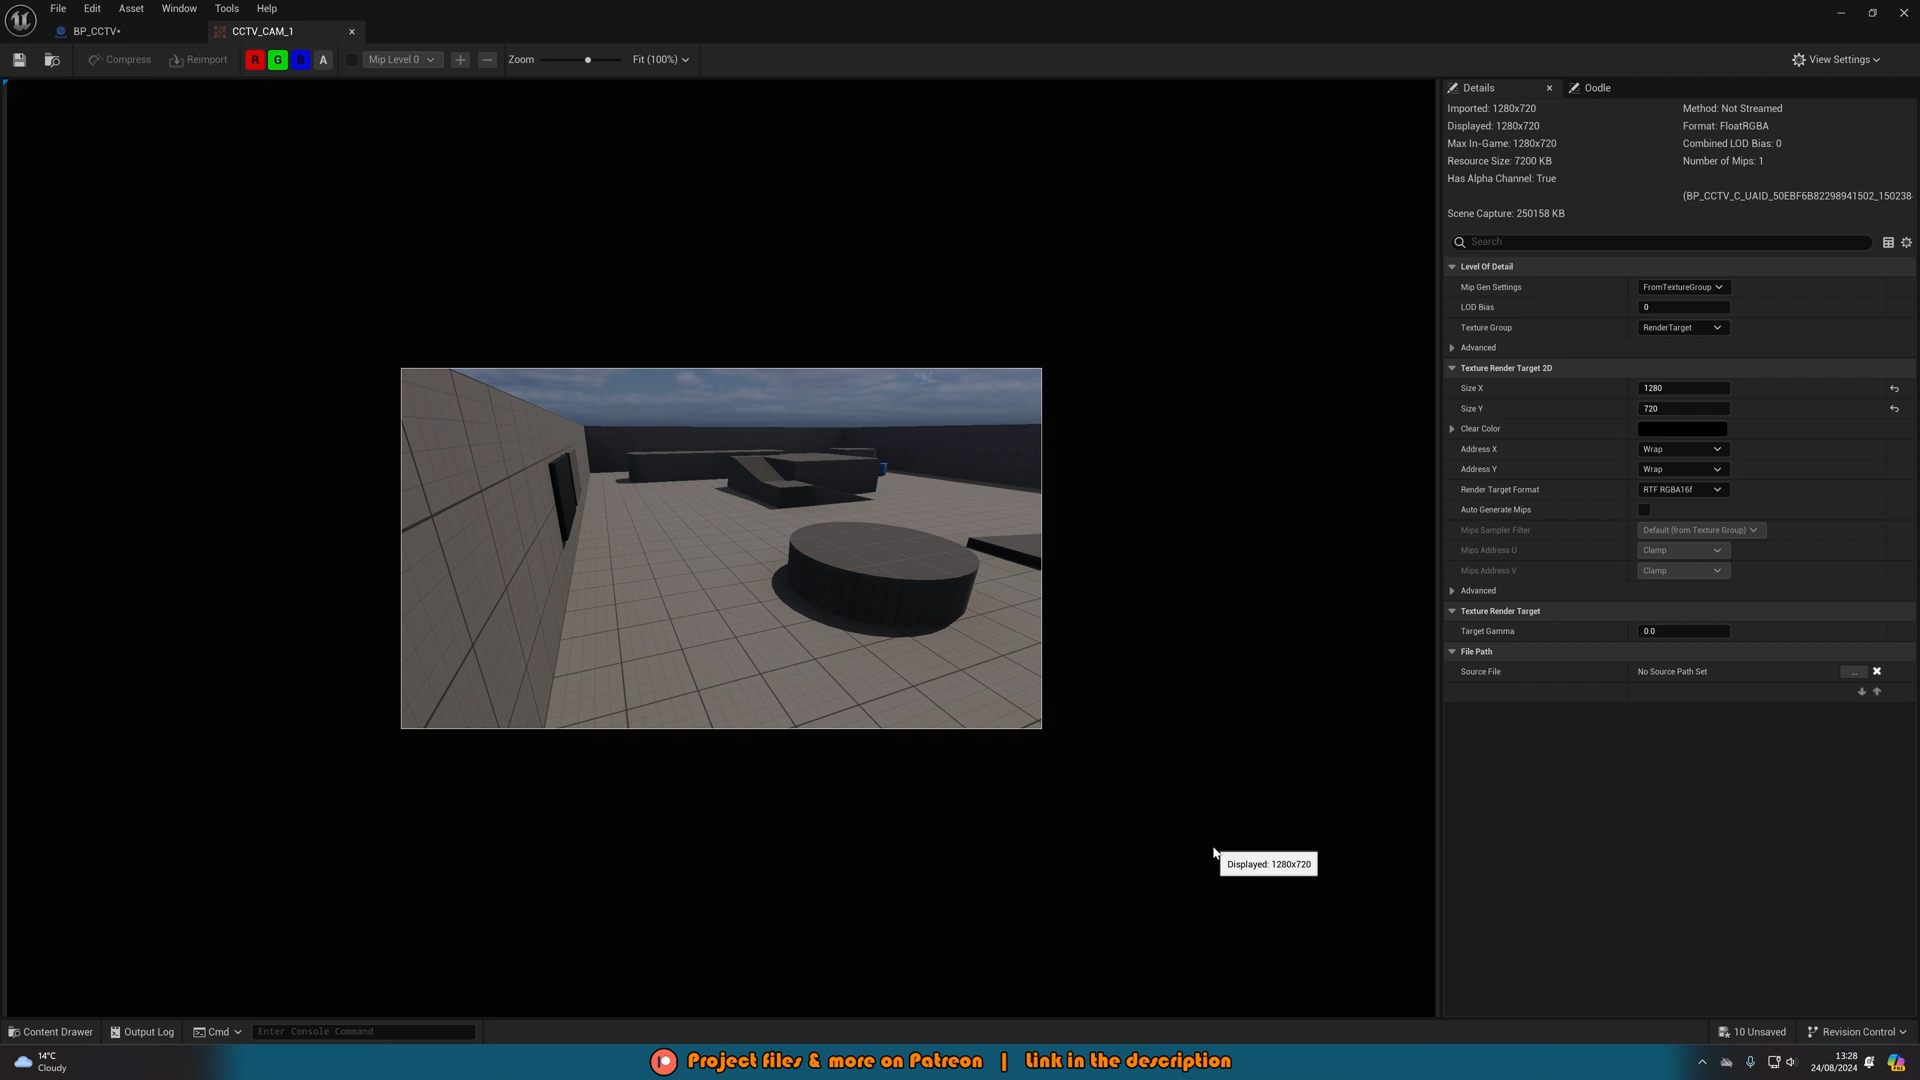 File Edit Asset Window Tools Help
BP_CCTV* CCTV_CAM_1
Compress Reimport R G B A Mip Level 0 Zoom Fit (100%) View Settings
Details Oodle
Imported: 1280x720 Method: Not Streamed
Displayed: 1280x720 Format: FloatRGBA
Max In-Game: 1280x720 Combined LOD Bias: 0
Resource Size: 7200 KB Number of Mips: 1
Has Alpha Channel: True
(BP_CCTV_C_UAID_50EBF6B82298941502_150238
Scene Capture: 250158 KB
Search
Level Of Detail
Mip Gen Settings FromTextureGroup
LOD Bias 0
Texture Group RenderTarget
Advanced
Texture Render Target 2D
Size X 1280
Size Y 720
Clear Color
Address X Wrap
Address Y Wrap
Render Target Format RTF RGBA16f
Auto Generate Mips
Mips Sampler Filter Default (from Texture Group)
Mips Address U Clamp
Mips Address V Clamp
Advanced
Texture Render Target
Target Gamma 0.0
File Path
Source File No Source Path Set ...
Displayed: 1280x720
Content Drawer Output Log Cmd Enter Console Command 10 Unsaved Revision Control
14°C
Cloudy
Project files & more on Patreon | Link in the description
13:28
24/08/2024